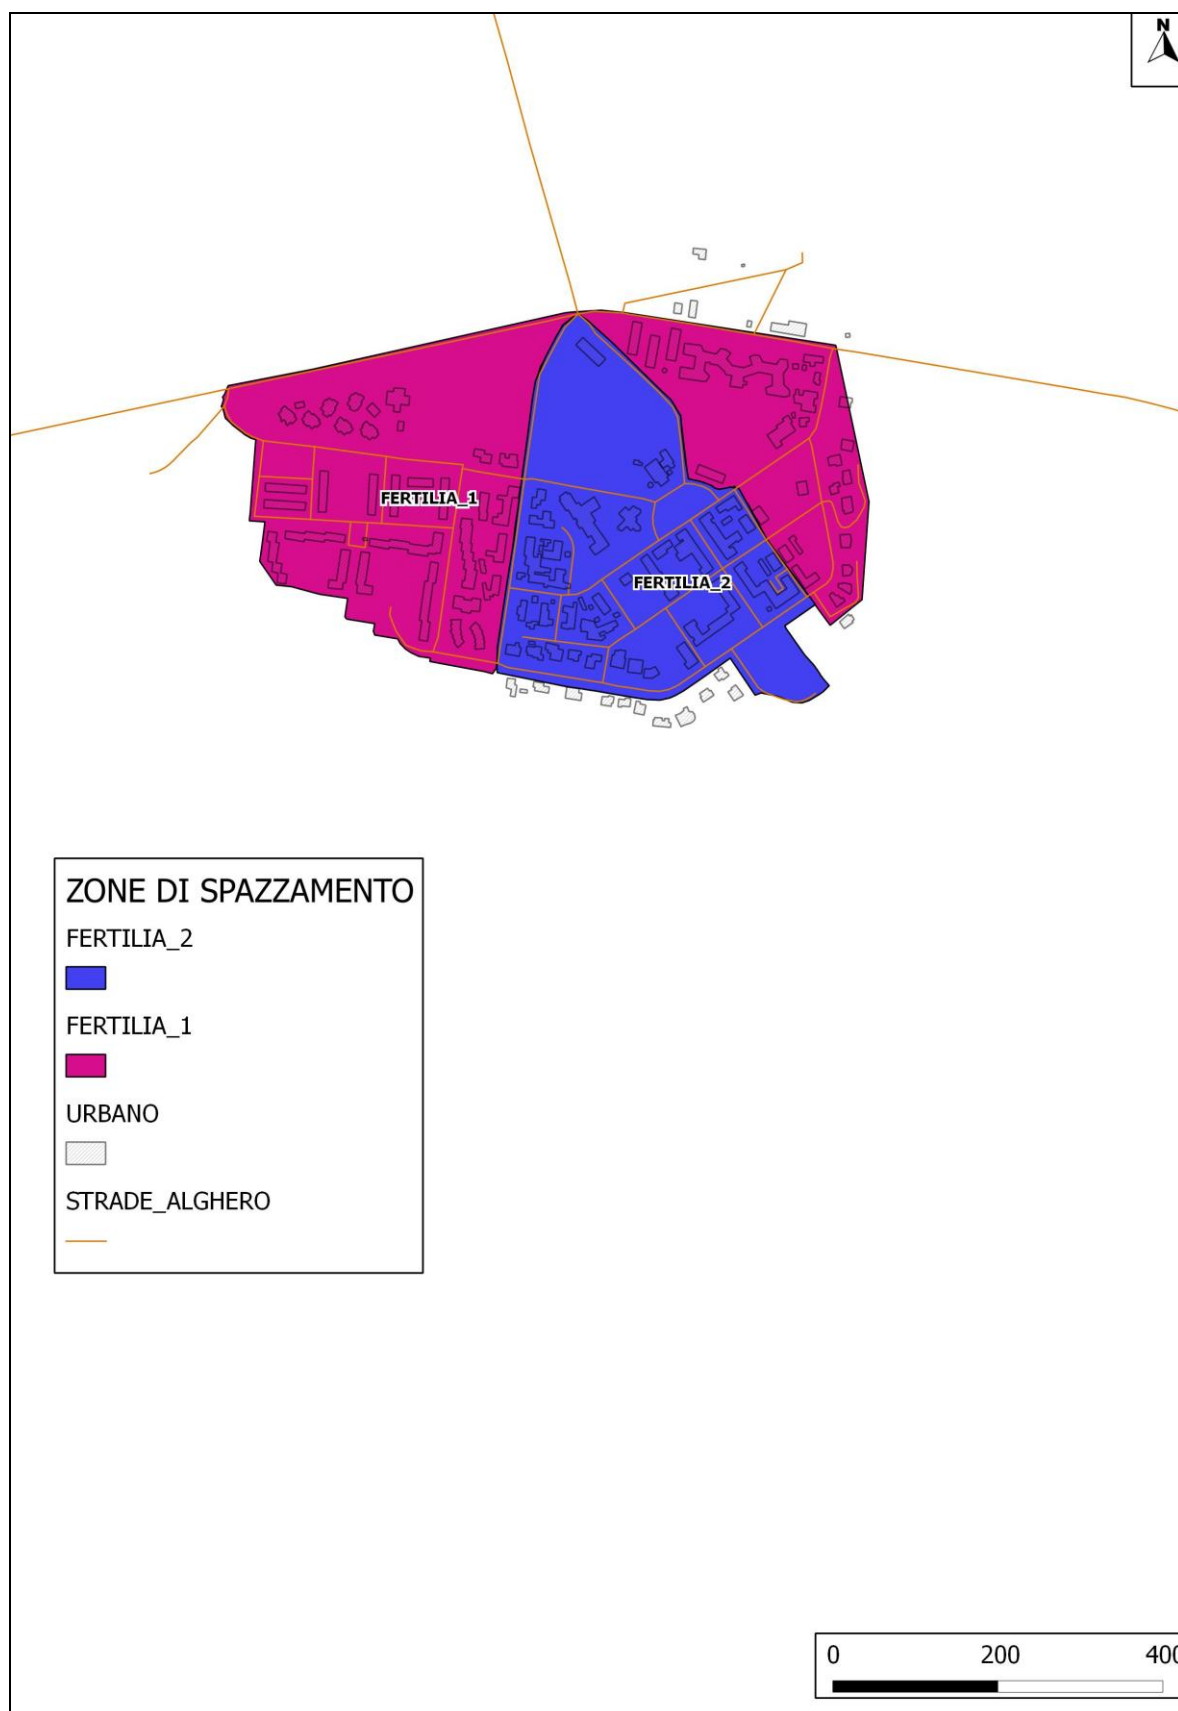 N
FERTILIA_1
FERTILIA_2
ZONE DI SPAZZAMENTO
FERTILIA_2
FERTILIA_1
URBANO
STRADE_ALGHERO
0 200 400